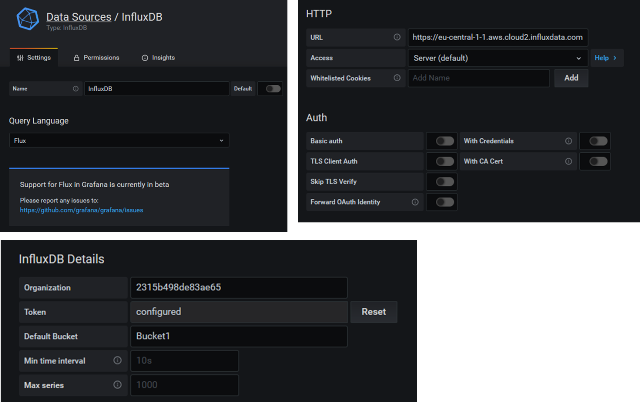 Data Sources / InfluxDB
Type: InfluxDB
Settings
Permissions
Insights
Name
InfluxDB
Default
Query Language
Flux
Support for Flux in Grafana is currently in beta
Please report any issues to:
https://github.com/grafana/grafana/issues
HTTP
URL
https://eu-central-1-1.aws.cloud2.influxdata.com
Access
Server (default)
Help >
Whitelisted Cookies
Add Name
Add
Auth
Basic auth
With Credentials
TLS Client Auth
With CA Cert
Skip TLS Verify
Forward OAuth Identity
InfluxDB Details
Organization
2315b498de83ae65
Token
configured
Reset
Default Bucket
Bucket1
Min time interval
10s
Max series
1000